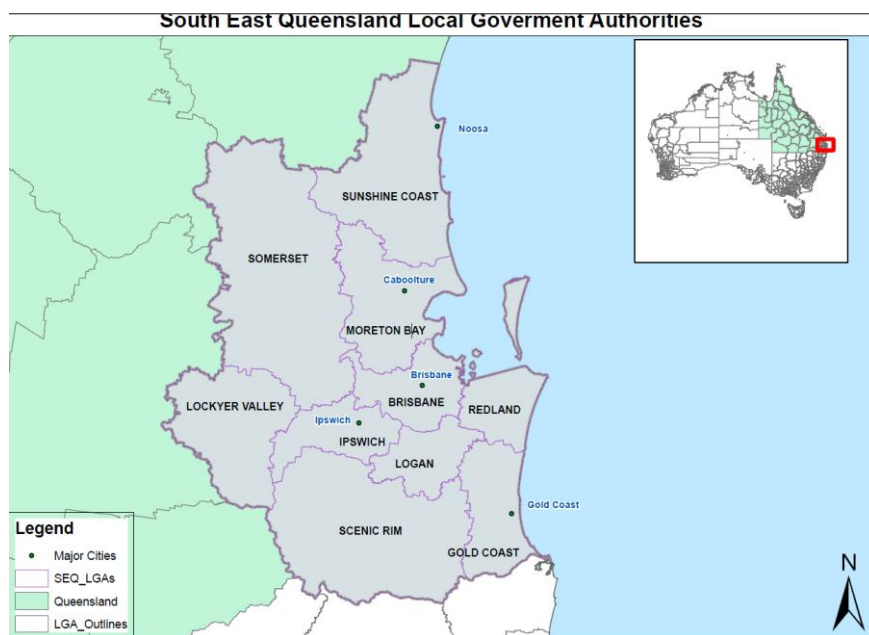 South East Queensland Local Goverment Authorities
Noosa
SUNSHINE COAST
SOMERSET
Caboolture
MORETON BAY
Brisbane
BRISBANE
LOCKYER VALLEY
REDLAND
Ipswich
IPSWICH
LOGAN
Gold Coast
SCENIC RIM
GOLD COAST
Legend
Major Cities
SEQ_LGAs
Queensland
LGA_Outlines
N